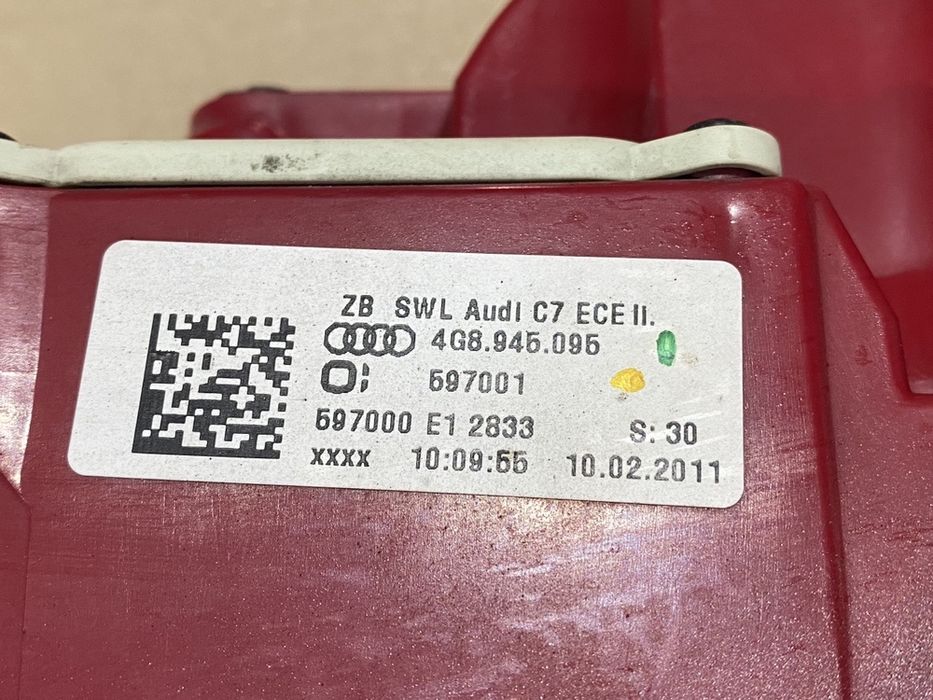 ZB SWL Audi C7 ECE II.
4G8.945.095
597001
597000 E1 2833 S: 30
xxxx 10:09:55 10.02.2011